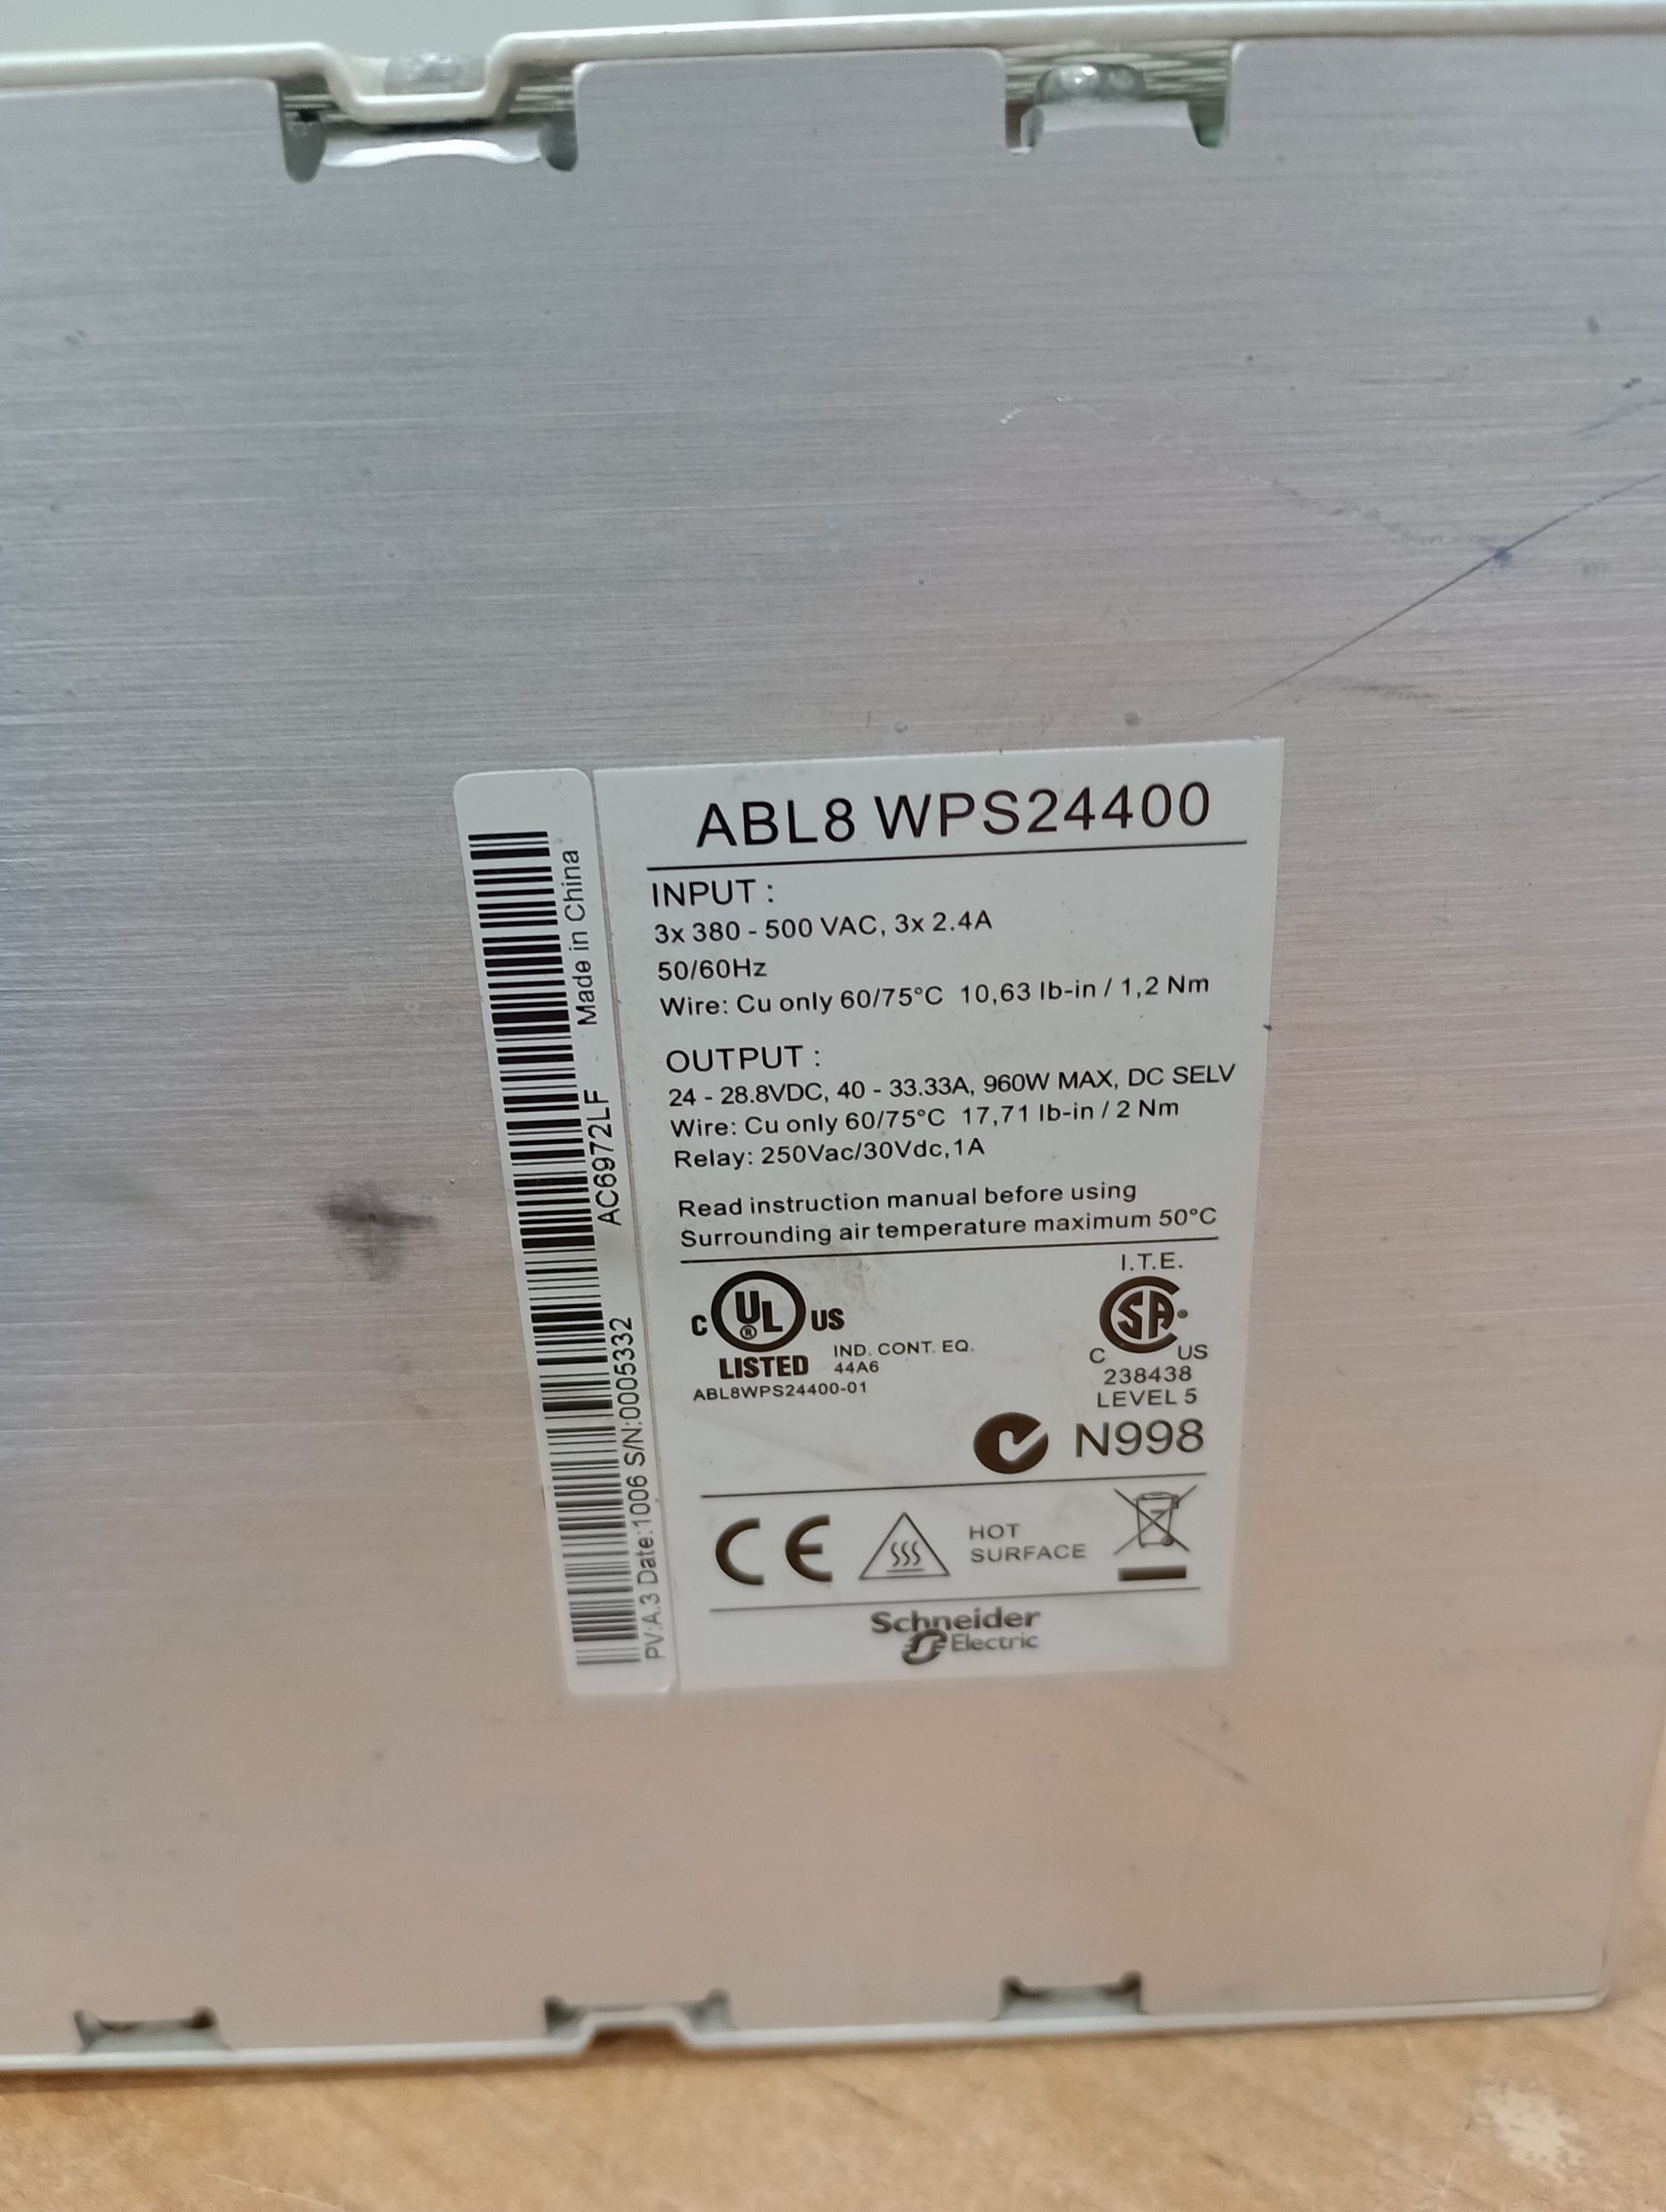 ABL8 WPS24400
INPUT :
3x 380 - 500 VAC, 3x 2.4A
50/60Hz
Wire: Cu only 60/75°C 10,63 lb-in / 1,2 Nm
OUTPUT :
24 - 28.8VDC, 40 - 33.33A, 960W MAX, DC SELV
Wire: Cu only 60/75°C 17,71 lb-in / 2 Nm
Relay: 250Vac/30Vdc,1A
Read instruction manual before using
Surrounding air temperature maximum 50°C
C UL ® US
LISTED
IND. CONT. EQ.
44A6
ABL8WPS24400-01
I.T.E.
SA
C US
238438
LEVEL 5
N998
CE
HOT
SURFACE
Schneider
Electric
PV:A.3 Date:1006 S/N:0005332
AC6972LF
Made in China